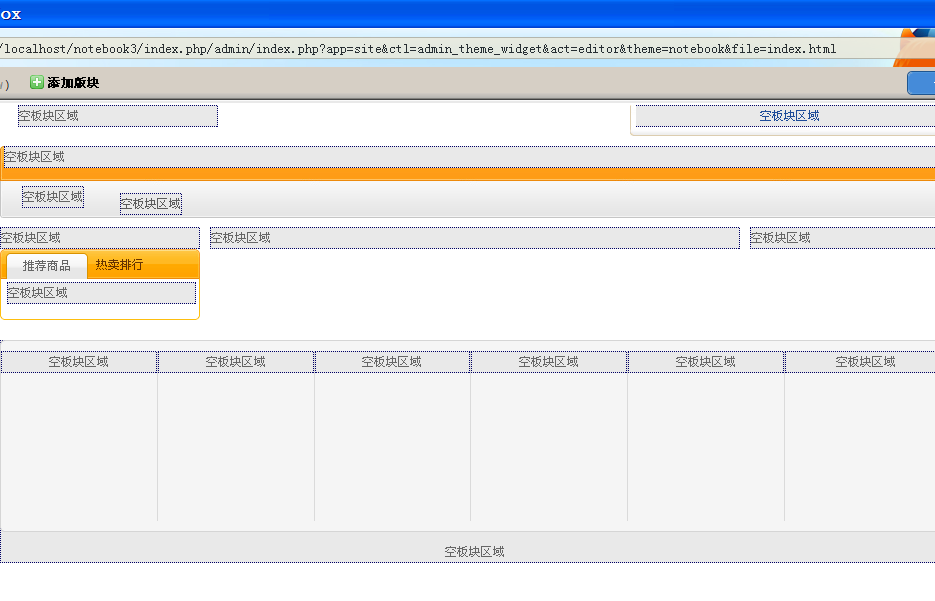 OX
/localhost/notebook3/index.php/admin/index.php?app=site&ctl=admin_theme_widget&act=editor&theme=notebook&file=index.html
添加版块
空板块区域 空板块区域
空板块区域
空板块区域 空板块区域
空板块区域 空板块区域 空板块区域
推荐商品 热卖排行
空板块区域
空板块区域 空板块区域 空板块区域 空板块区域 空板块区域 空板块区域
空板块区域